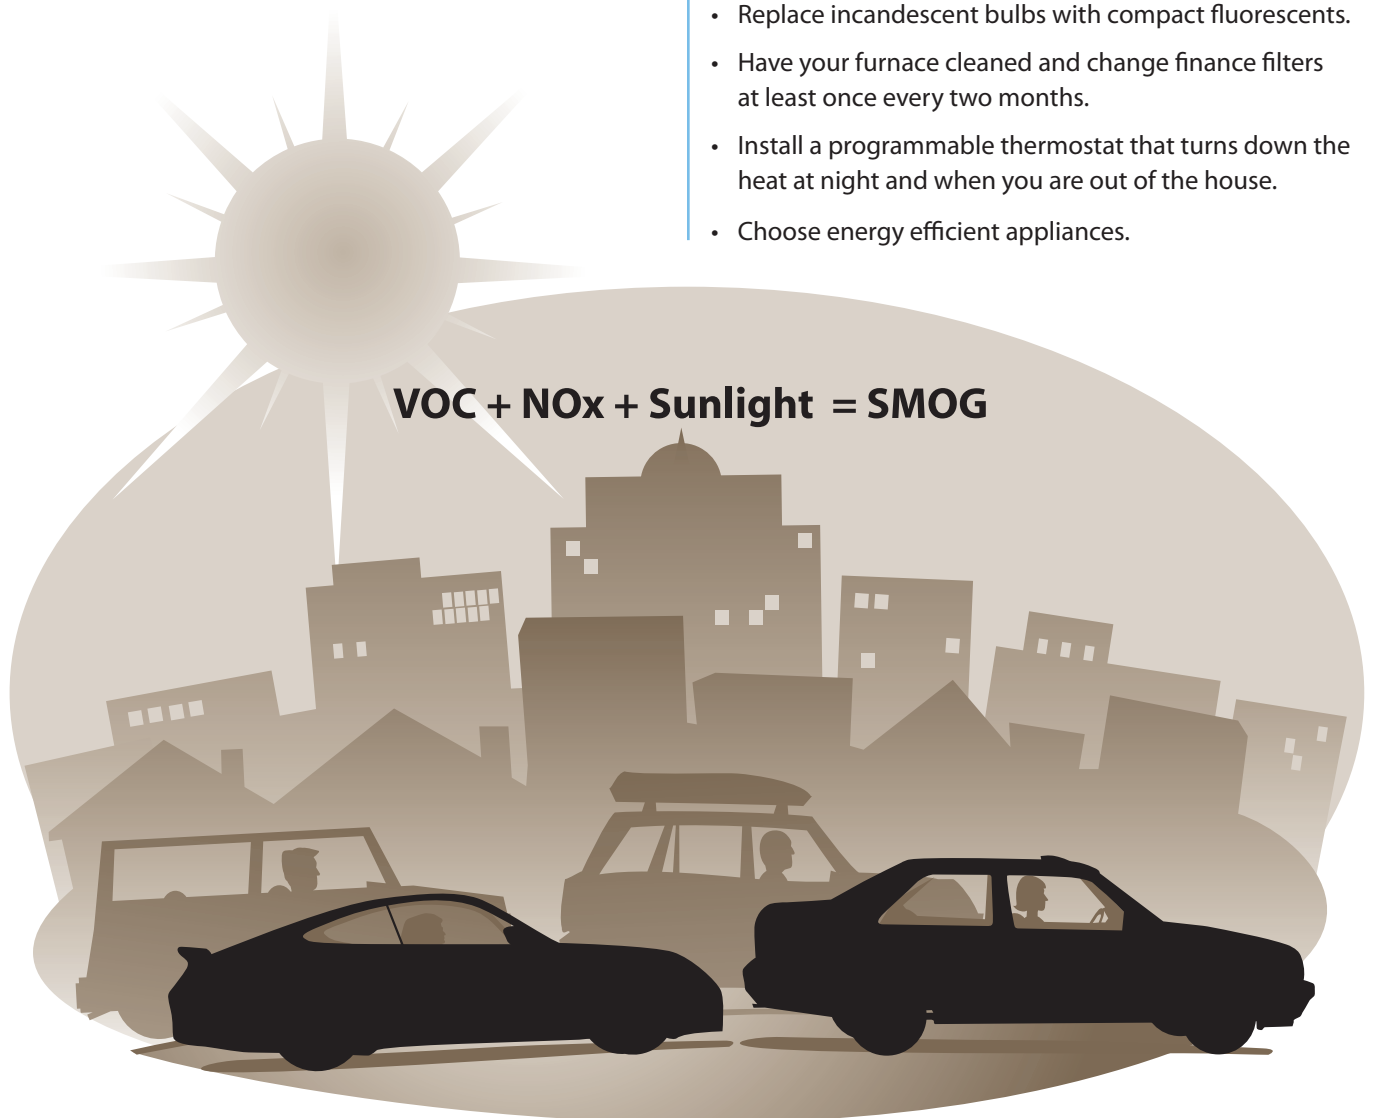 • Replace incandescent bulbs with compact fluorescents.
• Have your furnace cleaned and change finance filters
at least once every two months.
• Install a programmable thermostat that turns down the
heat at night and when you are out of the house.
• Choose energy efficient appliances.
VOC + NOx + Sunlight = SMOG